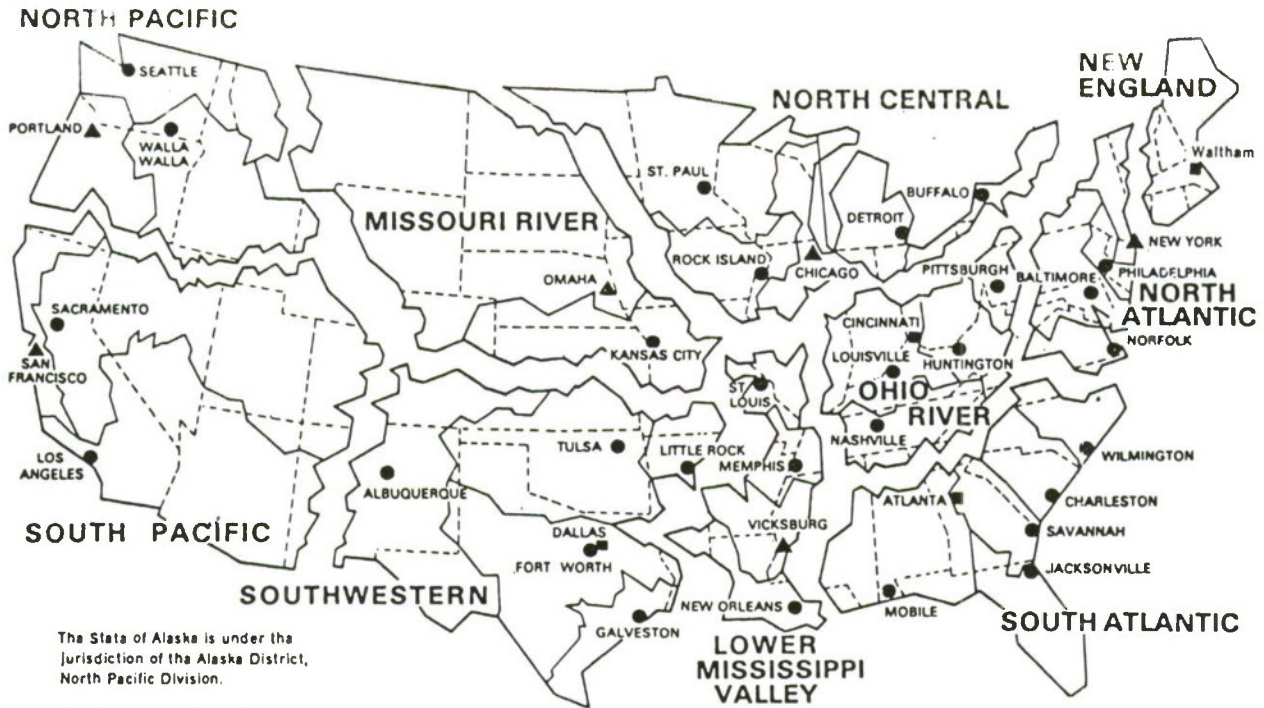 NORTH PACIFIC
SEATTLE
PORTLAND
WALLA
WALLA
NEW
ENGLAND
Waltham
NORTH CENTRAL
ST. PAUL
BUFFALO
DETROIT
MISSOURI RIVER
ROCK ISLAND
CHICAGO
OMAHA
PITTSBURGH
BALTIMORE
NEW YORK
PHILADELPHIA
NORTH
ATLANTIC
NORFOLK
SACRAMENTO
SAN
FRANCISCO
KANSAS CITY
CINCINNATI
LOUISVILLE
HUNTINGTON
OHIO
RIVER
ST.
LOUIS
NASHVILLE
LOS
ANGELES
TULSA
LITTLE ROCK
MEMPHIS
WILMINGTON
ALBUQUERQUE
ATLANTA
CHARLESTON
SOUTH PACIFIC
DALLAS
FORT WORTH
VICKSBURG
SAVANNAH
JACKSONVILLE
SOUTHWESTERN
GALVESTON
NEW ORLEANS
MOBILE
SOUTH ATLANTIC
LOWER
MISSISSIPPI
VALLEY
The Stata of Alaska is under tha
Jurisdiction of tha Alaska District,
North Pacific Division.